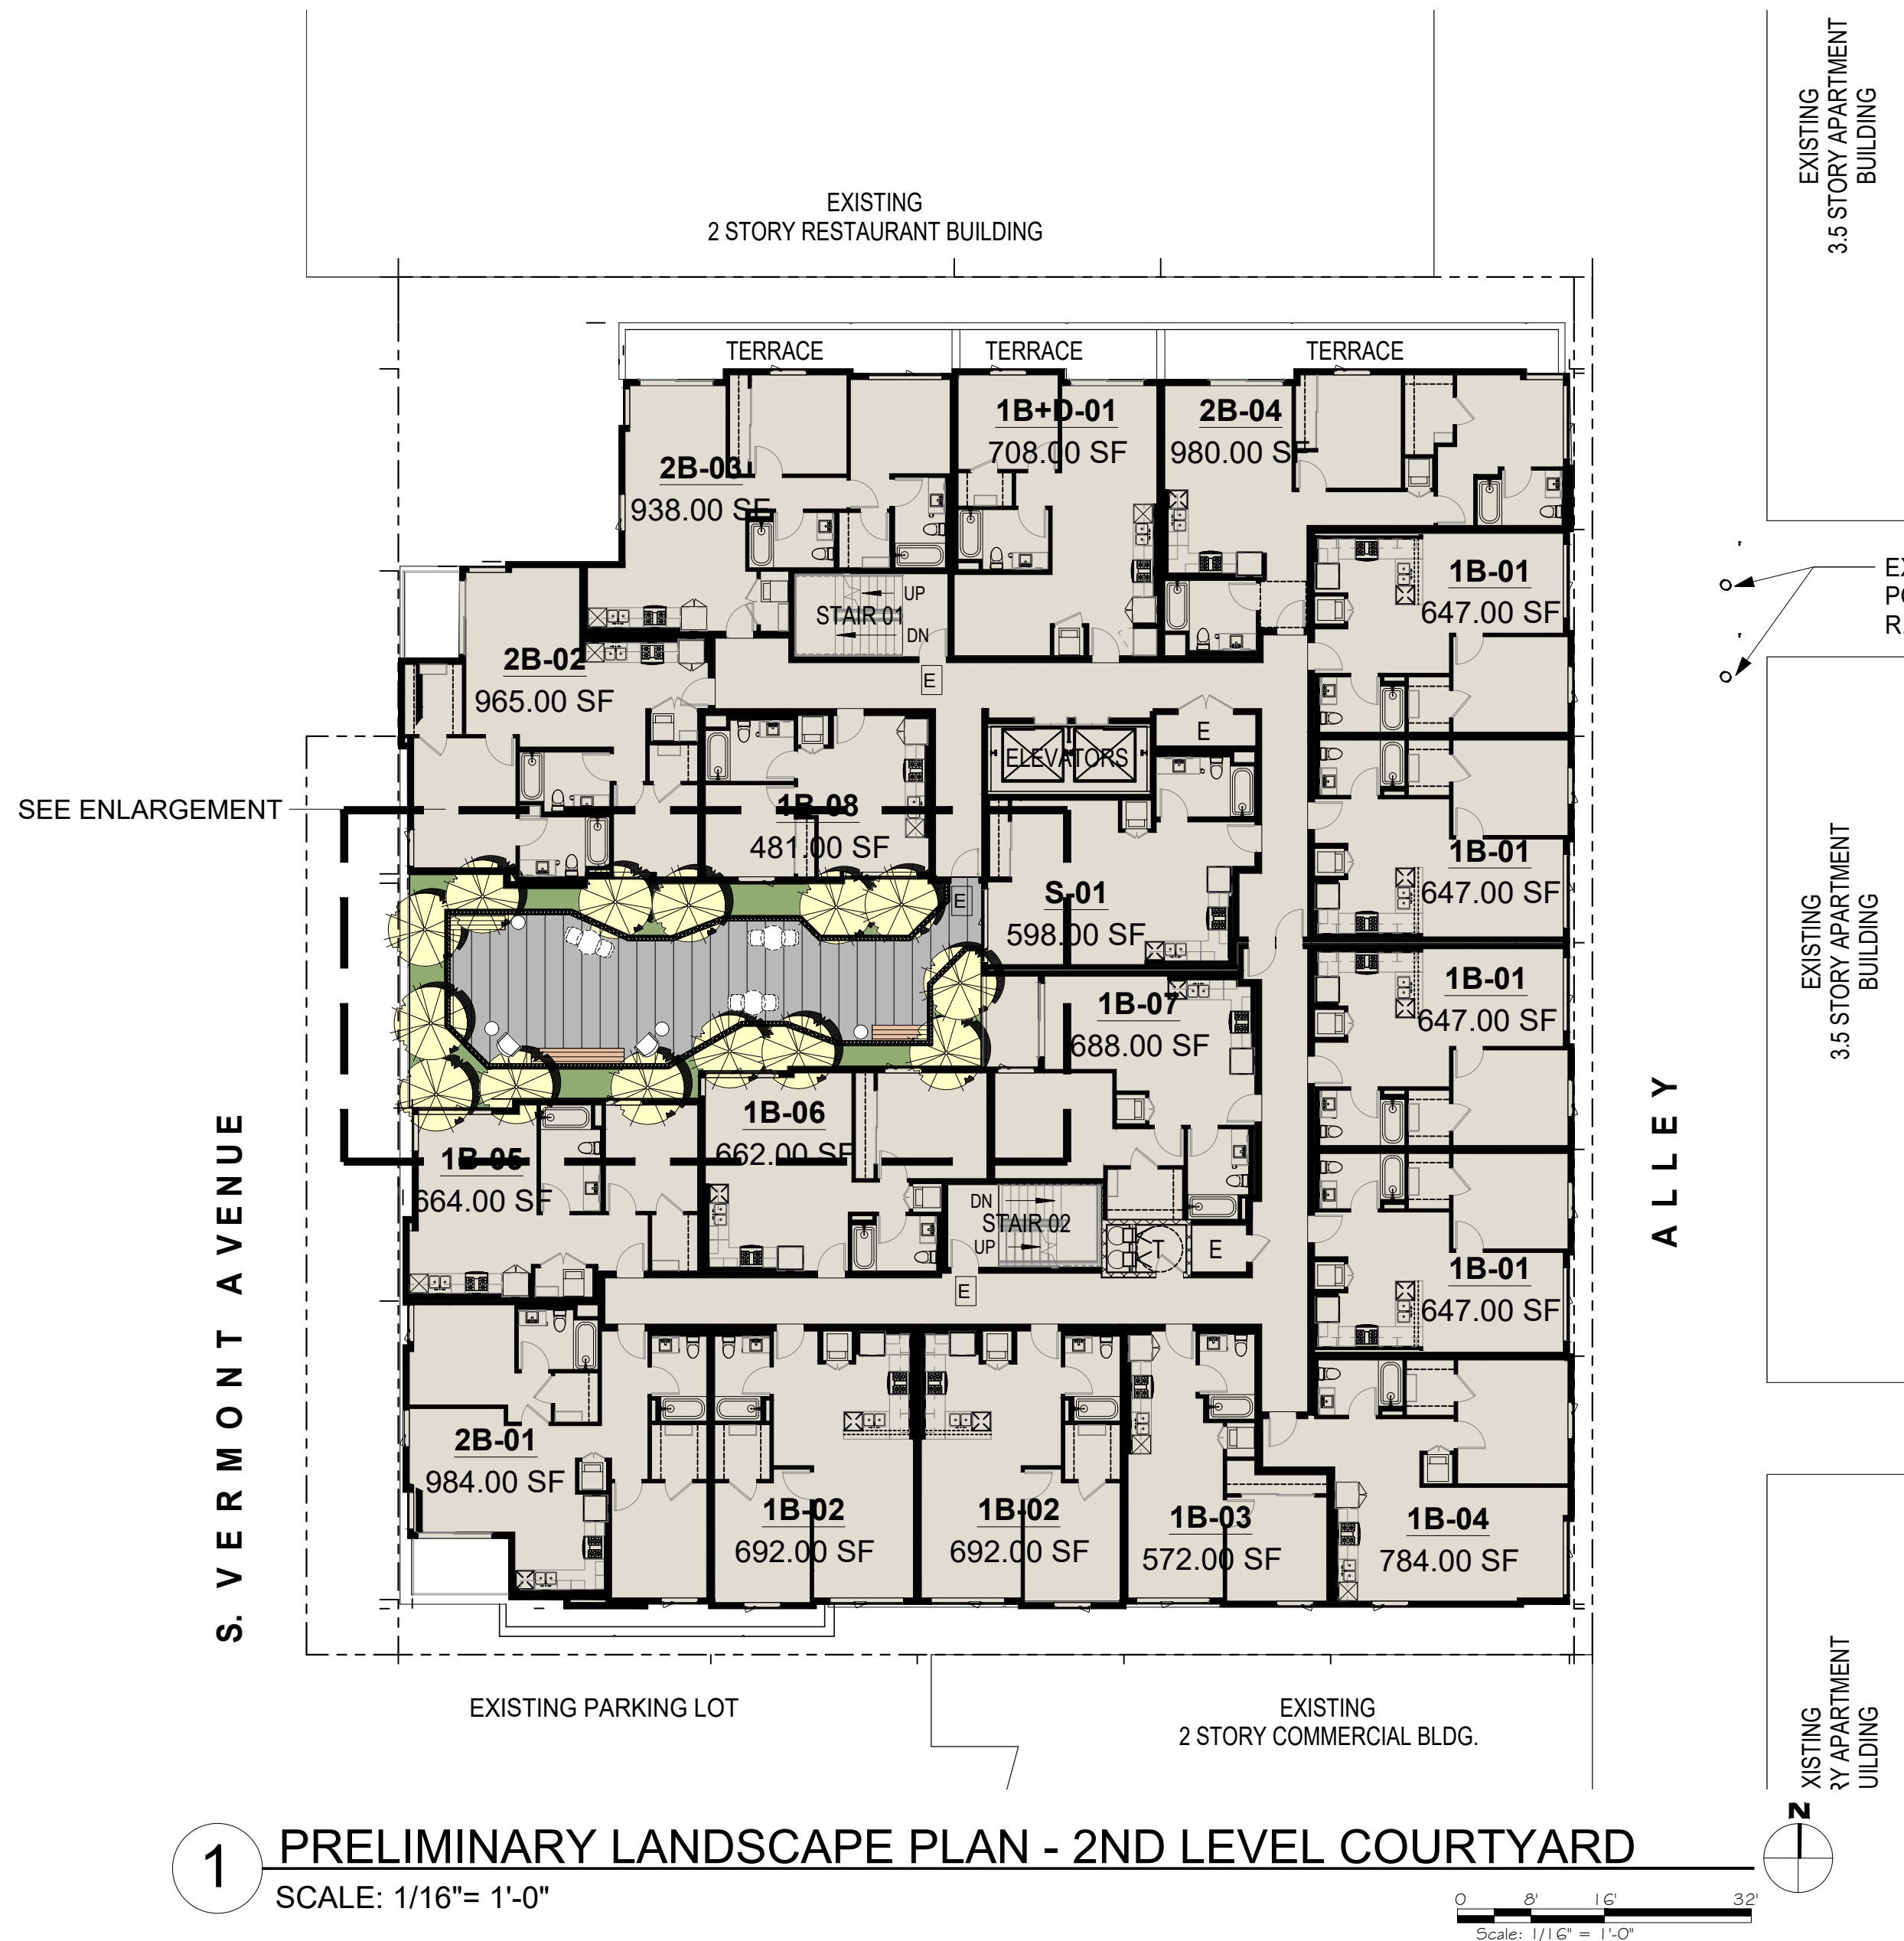 EXISTING
3.5 STORY APARTMENT
BUILDING
EXISTING
2 STORY RESTAURANT BUILDING
TERRACE
TERRACE
TERRACE
1B+D-01
708.00 SF
2B-04
980.00 SF
2B-03
938.00 SF
1B-01
647.00 SF
UP
STAIR 01
DN
2B-02
965.00 SF
E
E
ELEVATORS
SEE ENLARGEMENT
1B-08
481.00 SF
1B-01
647.00 SF
S-01
598.00 SF
E
EXISTING
3.5 STORY APARTMENT
BUILDING
1B-01
647.00 SF
1B-07
688.00 SF
1B-06
662.00 SF
1B-05
664.00 SF
DN
STAIR 02
UP
T
E
E
1B-01
647.00 SF
S. VERMONT AVENUE
ALLEY
2B-01
984.00 SF
1B-02
692.00 SF
1B-02
692.00 SF
1B-03
572.00 SF
1B-04
784.00 SF
EXISTING PARKING LOT
EXISTING
2 STORY COMMERCIAL BLDG.
XISTING
RY APARTMENT
UILDING
N
1
PRELIMINARY LANDSCAPE PLAN - 2ND LEVEL COURTYARD
SCALE: 1/16"= 1'-0"
0 8' 16' 32'
Scale: 1/16" = 1'-0"